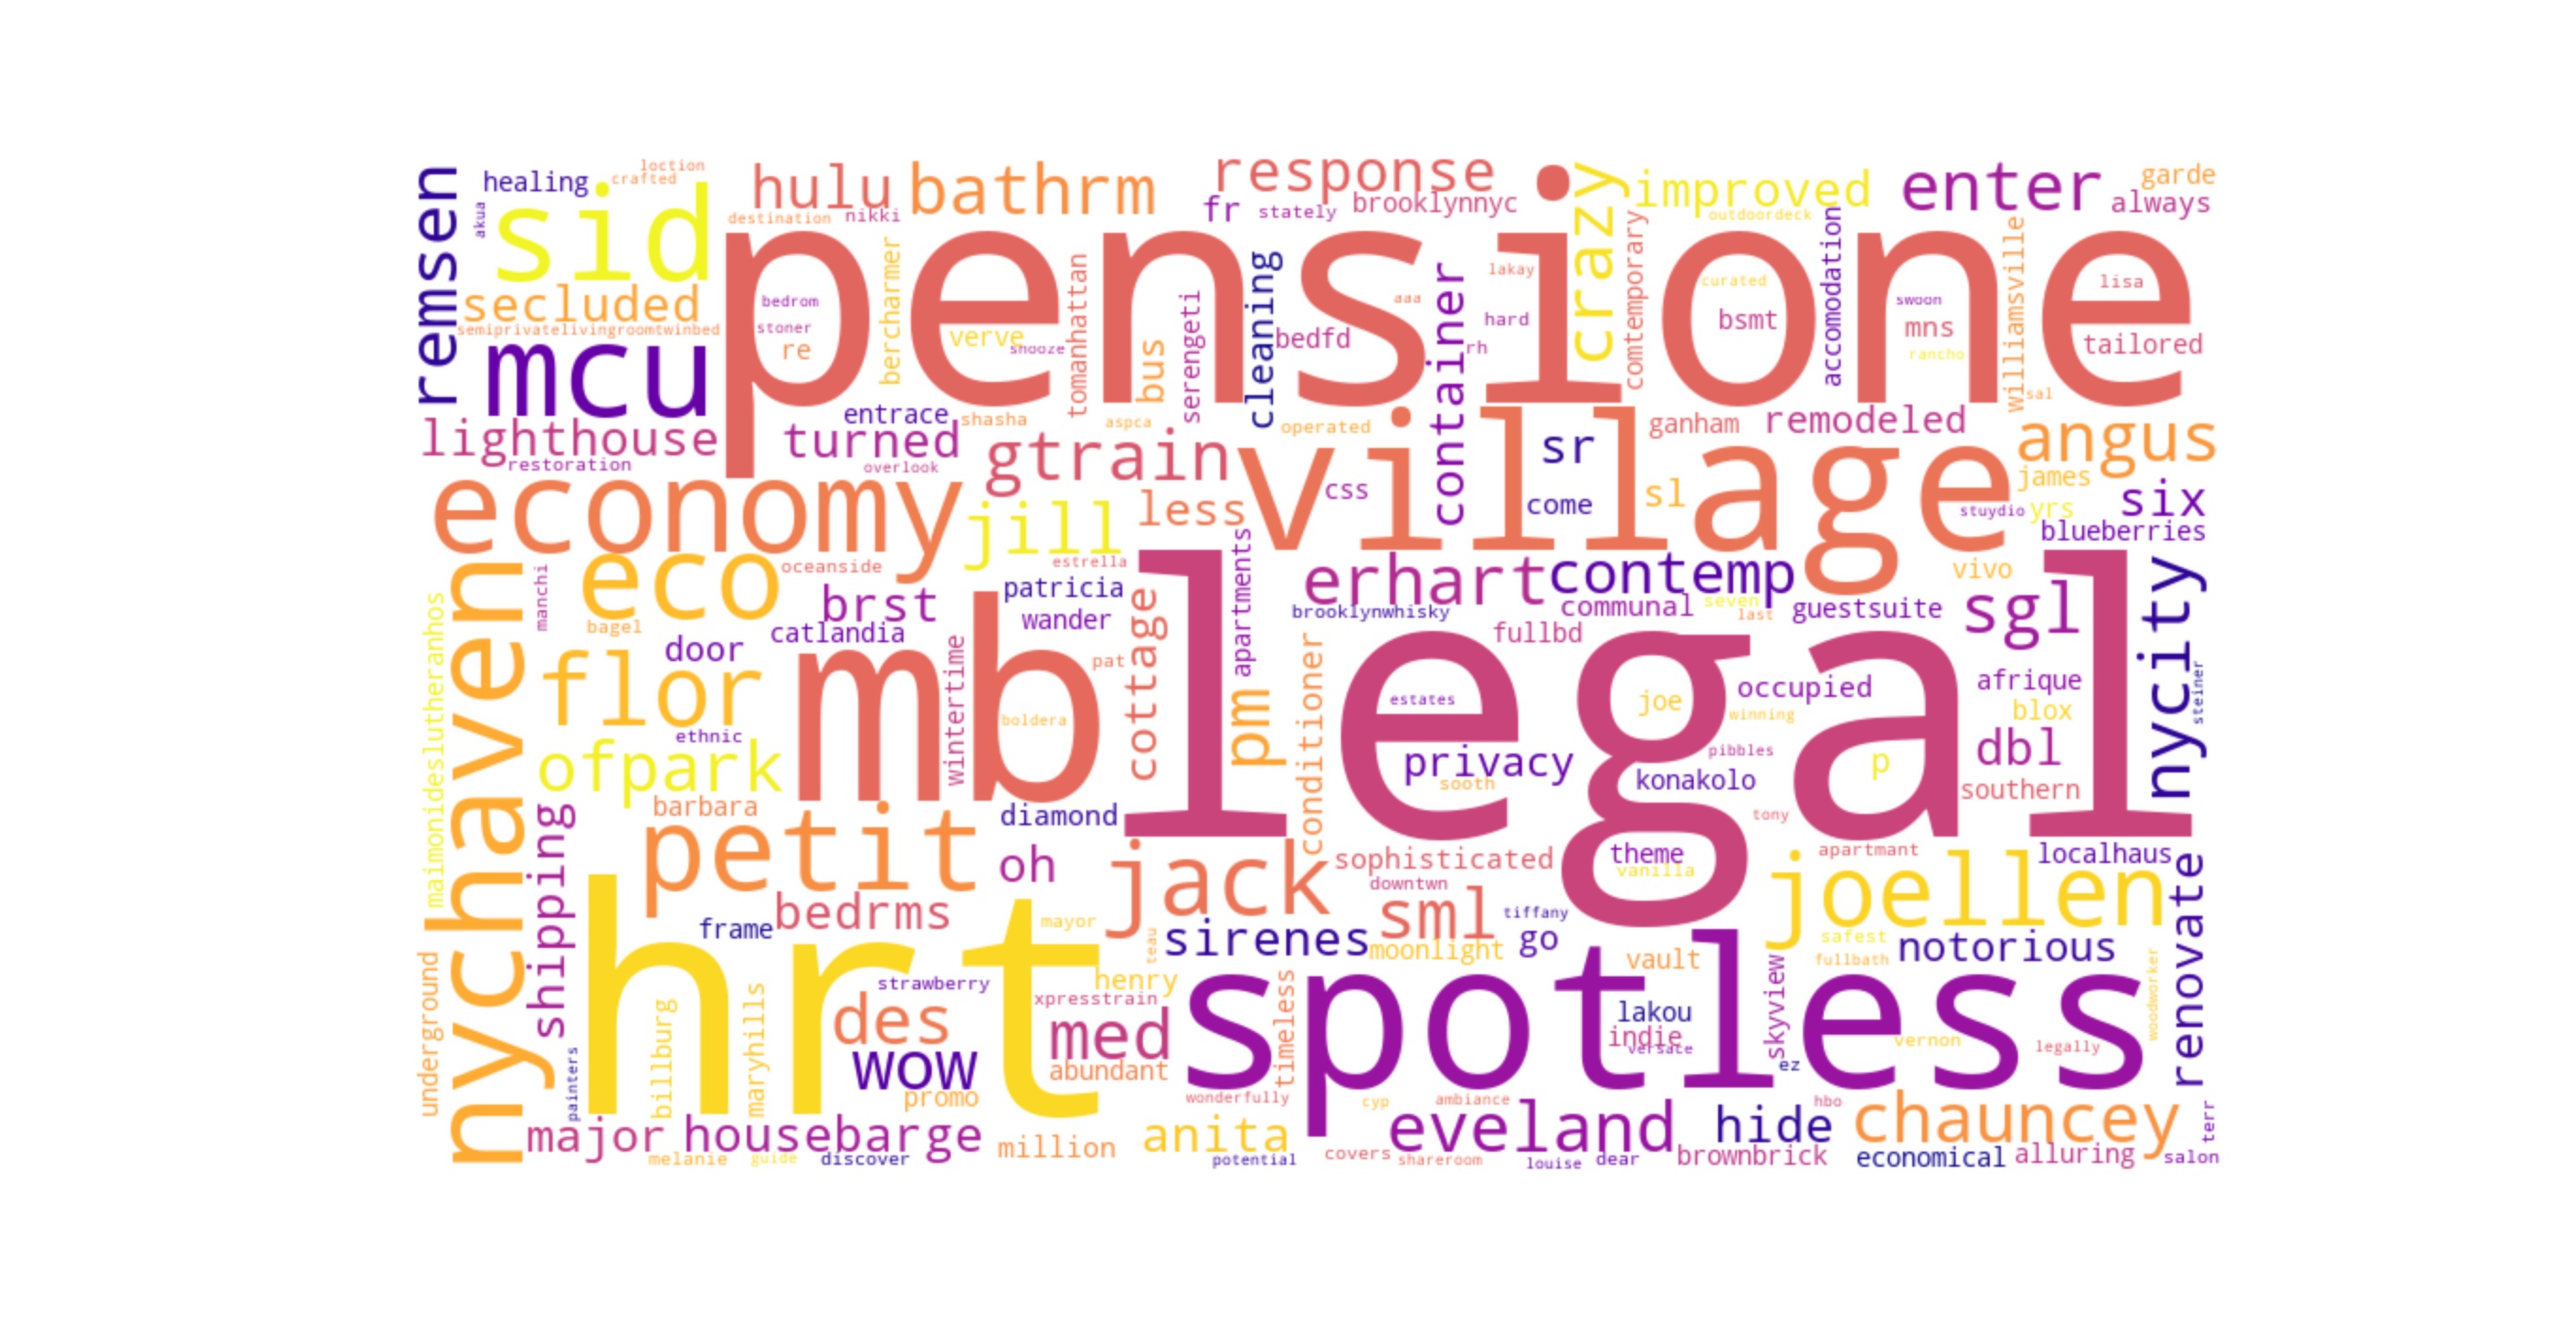 remsen
healing
akua
loction
crafted
sid
hulu
destination
nikki
bathrm
response
fr
stately
brooklynnyc
crazy
improved
outdoordeck
enter
garde
always
secluded
semiprivatelivingroomtwinbed
mcu
pensione
bedrom
stoner
re
bercharmer
verve
snooze
tomanhattan
bus
serengeti
cleaning
bedfd
aaa
container
lakay
hard
rh
comtemporary
curated
bsmt
accomodation
swoon
mns
rancho
williamsville
sal
lisa
tailored
lighthouse
restoration
entrace
turned
shasha
overlook
aspca
operated
gtrain
village
css
sr
come
sl
ganham
remodeled
angus
james
stuydio
yrs
six
blueberries
economy
jill
less
nychaven
manchi
eco
oceanside
estrella
bagel
brst
patricia
wander
catlandia
door
cottage
apartments
erhart
contemp
brooklynwhisky
communal
seven
last
guestsuite
vivo
sgl
nycity
steiner
fullbd
maimonideslutheranhos
flor
ethnic
ofpark
mb
wintertime
boldera
pat
pm
conditioner
legal
estates
privacy
sooth
joe
occupied
winning
pibbles
konakolo
tony
p
afrique
blox
dbl
southern
barbara
petit
diamond
oh
shipping
jack
sophisticated
downtwn
theme
vanilla
apartmant
localhaus
joellen
renovate
bedrms
frame
mayor
teau
sml
tiffany
sirenes
moonlight
go
safest
notorious
fullbath
woodworker
underground
painters
hrt
billburg
maryhills
strawberry
des
wow
promo
henry
xpresstrain
med
abundant
timeless
spotless
vault
lakou
indie
versace
skyview
ez
vernon
legally
wonderfully
cyp
ambiance
hbo
terr
major
housebarge
million
anita
eveland
hide
chauncey
melanie
guide
discover
potential
covers
shareroom
louise
dear
brownbrick
economical
alluring
salon